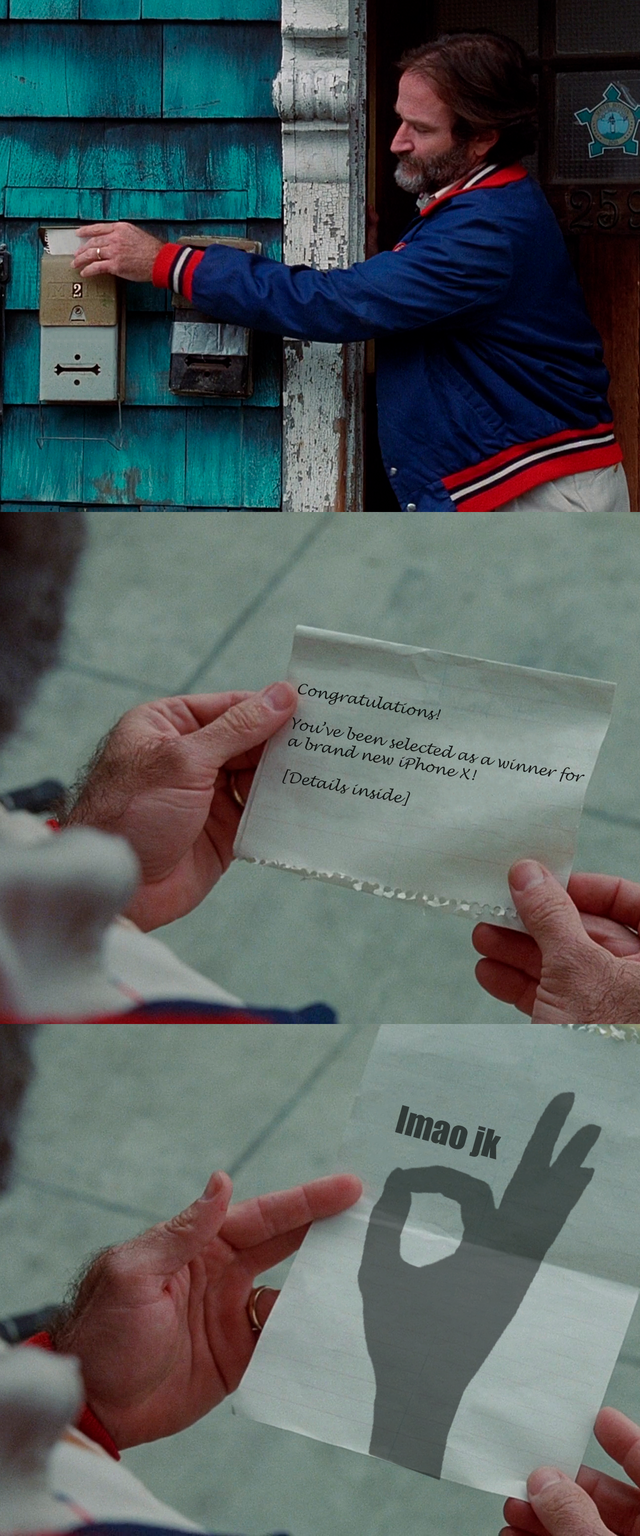 2
Congratulations!
You've been selected as a winner for
a brand new iPhone X!
[Details inside]
lmao jk